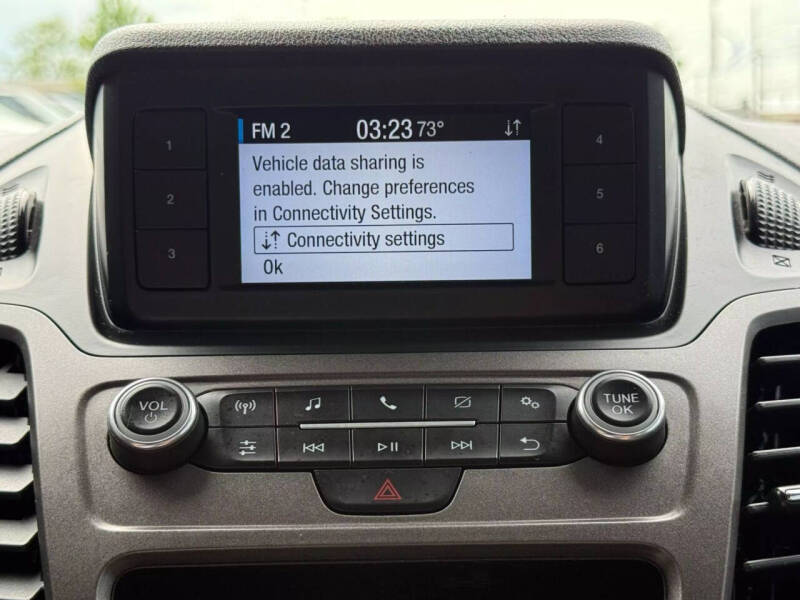 FM 2 03:23 73°
Vehicle data sharing is
enabled. Change preferences
in Connectivity Settings.
Connectivity settings
Ok
1
2
3
4
5
6
VOL
TUNE
OK